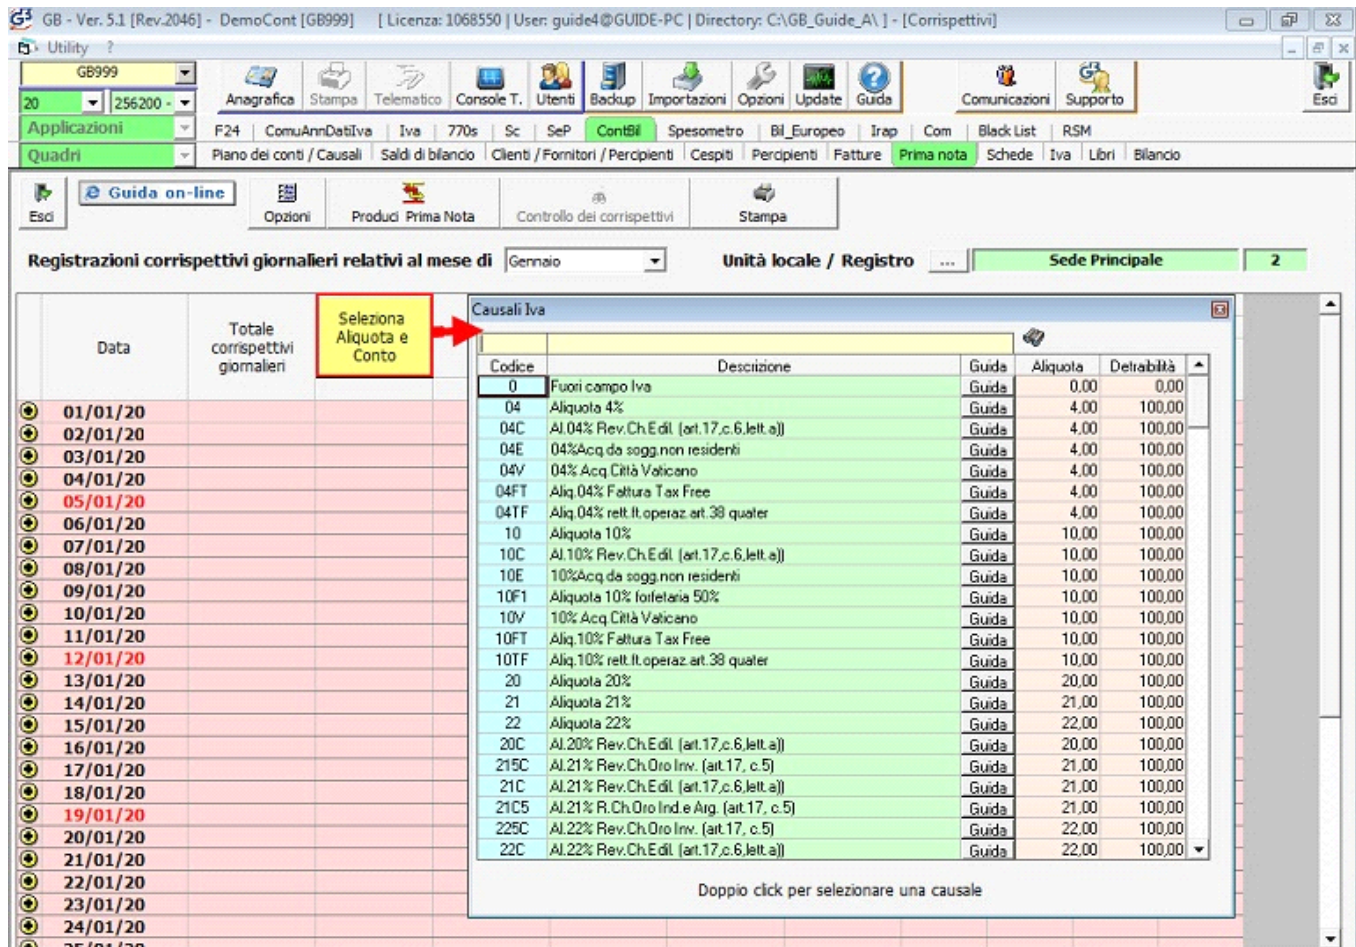 GB - Ver. 5.1 [Rev.2046] - DemoCont [GB999] [ Licenza: 1068550 | User: guide4@GUIDE-PC | Directory: C:\GB_Guide_A\ ] - [Corrispettivi]
Utility ?
GB999
20 256200 -
Anagrafica Stampa Telematico Console T. Utenti Backup Importazioni Opzioni Update Guida Comunicazioni Supporto Esci
Applicazioni F24 ComuAnnDatiIva Iva 770s Sc SeP ContBil Spesometro Bil_Europeo Irap Com Black List RSM
Quadri Piano dei conti / Causali Saldi di bilancio Clienti / Fornitori / Percipienti Cespiti Percipienti Fatture Prima nota Schede Iva Libri Bilancio
Esci Guida on-line Opzioni Produci Prima Nota Controllo dei corrispettivi Stampa
Registrazioni corrispettivi giornalieri relativi al mese di Gennaio Unità locale / Registro ... Sede Principale 2
Data
Totale
corrispettivi
giornalieri
Seleziona
Aliquota e
Conto
01/01/20
02/01/20
03/01/20
04/01/20
05/01/20
06/01/20
07/01/20
08/01/20
09/01/20
10/01/20
11/01/20
12/01/20
13/01/20
14/01/20
15/01/20
16/01/20
17/01/20
18/01/20
19/01/20
20/01/20
21/01/20
22/01/20
23/01/20
24/01/20
Causali Iva
Codice Descrizione Guida Aliquota Detraibilità
0 Fuori campo Iva Guida 0,00 0,00
04 Aliquota 4% Guida 4,00 100,00
04C Al.04% Rev.Ch.Edil. (art.17,c.6,lett.a)) Guida 4,00 100,00
04E 04%Acq.da sogg.non residenti Guida 4,00 100,00
04V 04% Acq.Città Vaticano Guida 4,00 100,00
04FT Aliq.04% Fattura Tax Free Guida 4,00 100,00
04TF Aliq.04% rett.ft.operaz.art.38 quater Guida 4,00 100,00
10 Aliquota 10% Guida 10,00 100,00
10C Al.10% Rev.Ch.Edil. (art.17,c.6,lett.a)) Guida 10,00 100,00
10E 10%Acq.da sogg.non residenti Guida 10,00 100,00
10F1 Aliquota 10% forfetaria 50% Guida 10,00 100,00
10V 10% Acq.Città Vaticano Guida 10,00 100,00
10FT Aliq.10% Fattura Tax Free Guida 10,00 100,00
10TF Aliq.10% rett.ft.operaz.art.38 quater Guida 10,00 100,00
20 Aliquota 20% Guida 20,00 100,00
21 Aliquota 21% Guida 21,00 100,00
22 Aliquota 22% Guida 22,00 100,00
20C Al.20% Rev.Ch.Edil. (art.17,c.6,lett.a)) Guida 20,00 100,00
215C Al.21% Rev.Ch.Oro Inv. (art.17, c.5) Guida 21,00 100,00
21C Al.21% Rev.Ch.Edil. (art.17,c.6,lett.a)) Guida 21,00 100,00
21C5 Al.21% R.Ch.Oro Ind.e Arg. (art.17, c.5) Guida 21,00 100,00
225C Al.22% Rev.Ch.Oro Inv. (art.17, c.5) Guida 22,00 100,00
22C Al.22% Rev.Ch.Edil. (art.17,c.6,lett.a)) Guida 22,00 100,00
Doppio click per selezionare una causale